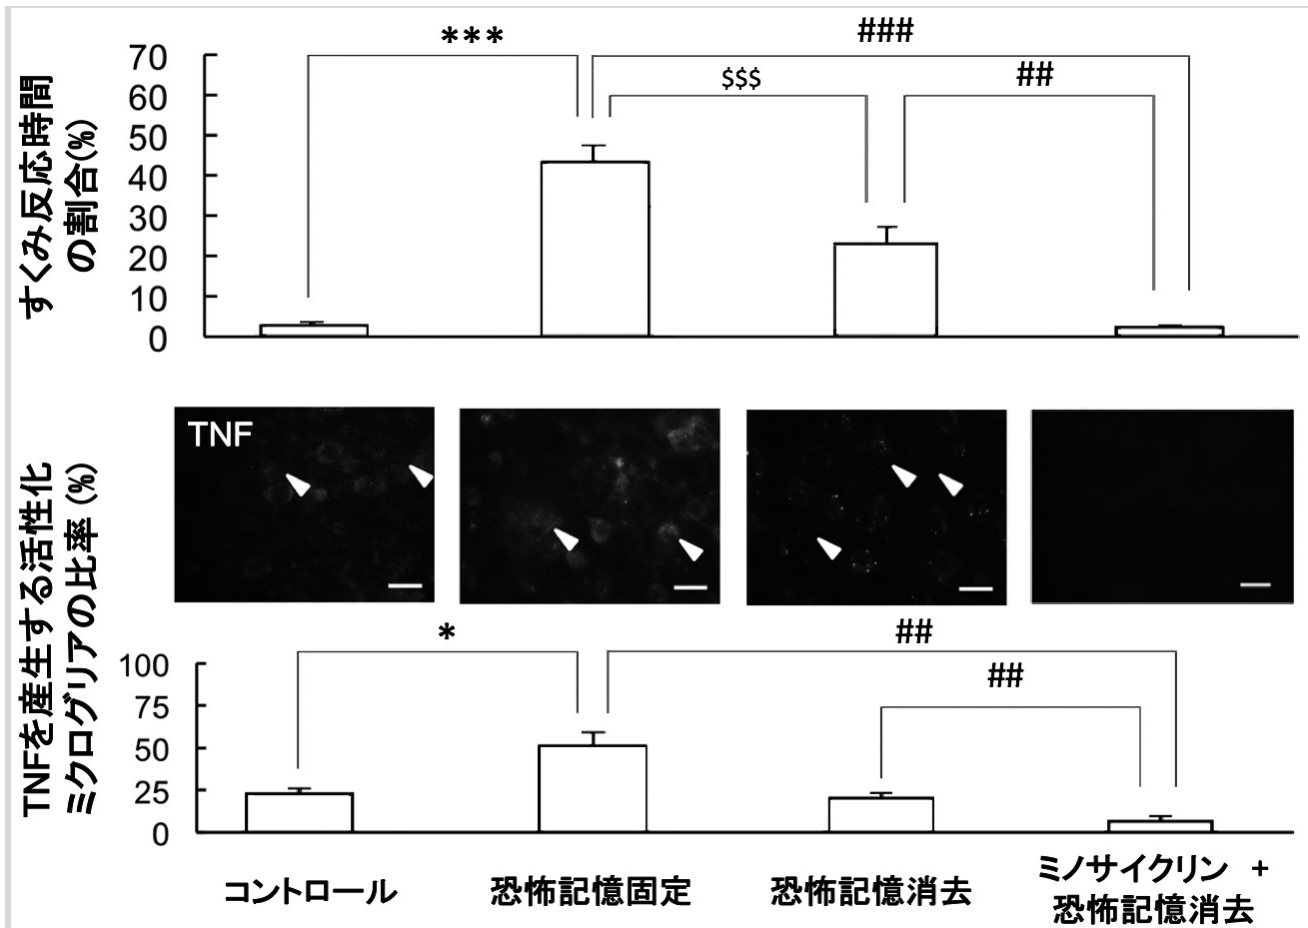 ***
###
$$$
##
すくみ反応時間
の割合(%)
70
60
50
40
30
20
10
0
TNF
TNFを産生する活性化
ミクログリアの比率 (%)
*
##
##
100
75
50
25
0
コントロール
恐怖記憶固定
恐怖記憶消去
ミノサイクリン +
恐怖記憶消去